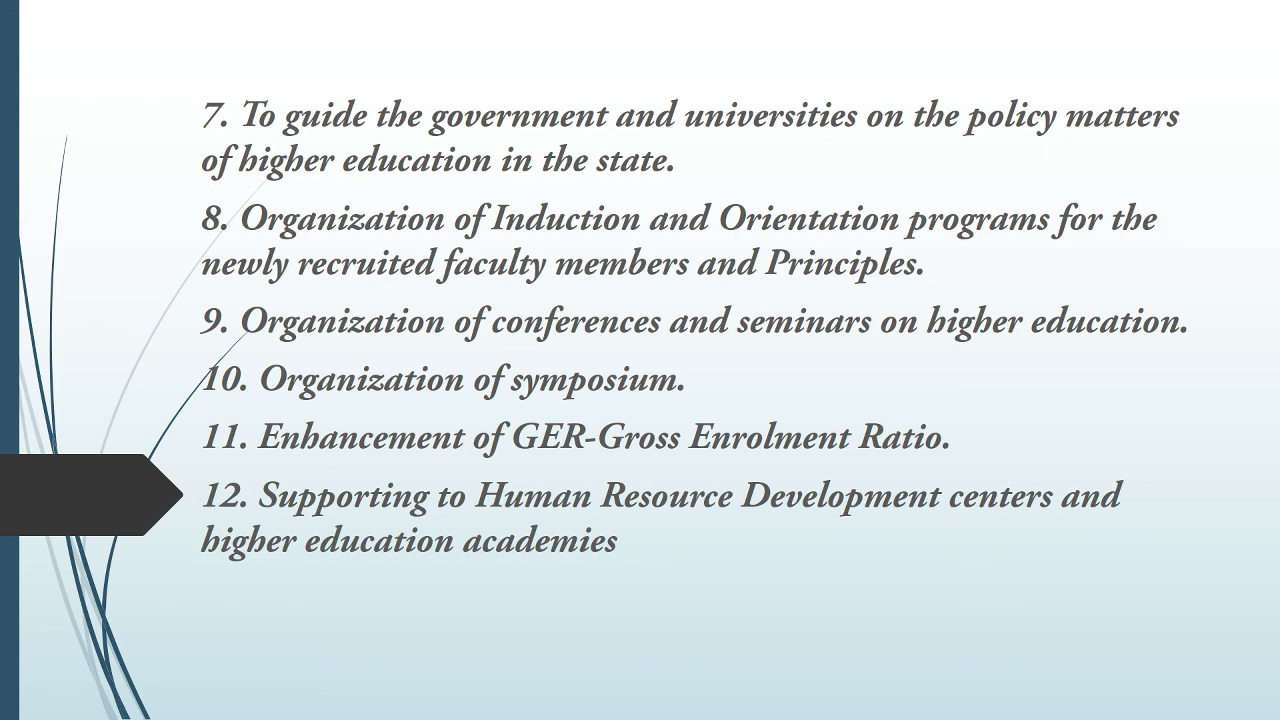 7. To guide the government and universities on the policy matters
of higher education in the state.
8. Organization of Induction and Orientation programs for the
newly recruited faculty members and Principles.
9. Organization of conferences and seminars on higher education.
10. Organization of symposium.
11. Enhancement of GER-Gross Enrolment Ratio.
12. Supporting to Human Resource Development centers and
higher education academies